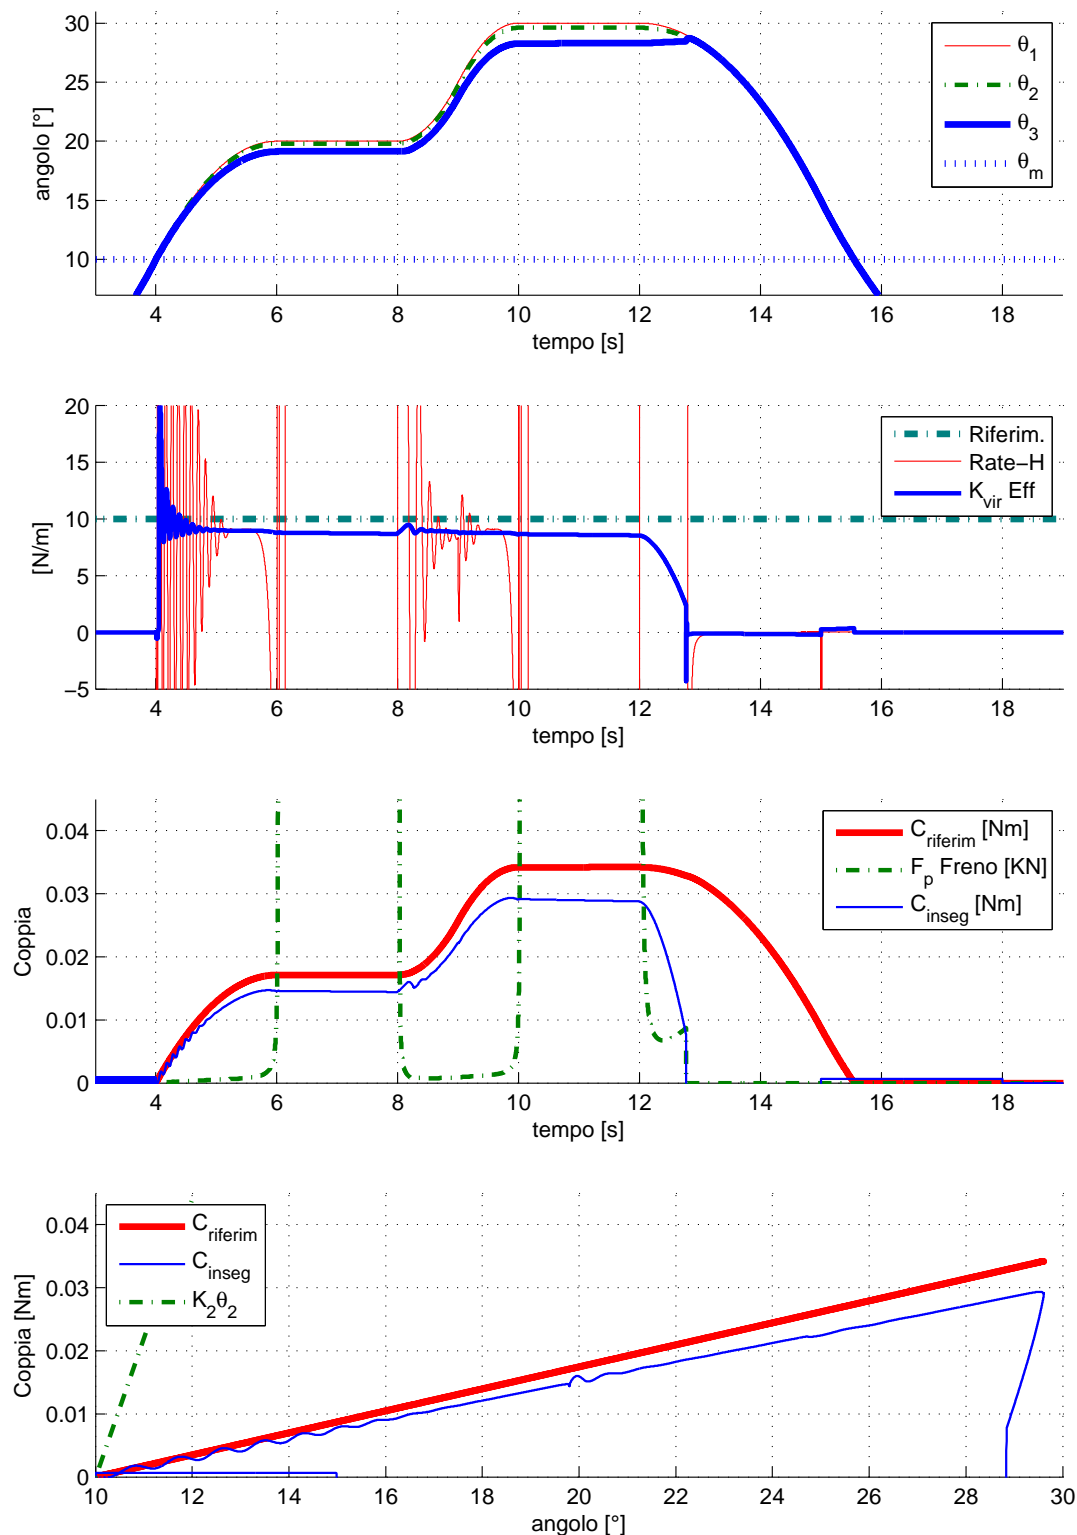 30
25
20
15
10
angolo [°]
4 6 8 10 12 14 16 18
tempo [s]
θ1
θ2
θ3
θm
20
15
10
5
0
−5
[N/m]
4 6 8 10 12 14 16 18
tempo [s]
Riferim.
Rate−H
Kvir Eff
0.04
0.03
0.02
0.01
0
Coppia
4 6 8 10 12 14 16 18
tempo [s]
Criferim [Nm]
Fp Freno [KN]
Cinseg [Nm]
0.04
0.03
0.02
0.01
0
Coppia [Nm]
10 12 14 16 18 20 22 24 26 28 30
angolo [°]
Criferim
Cinseg
K2θ2